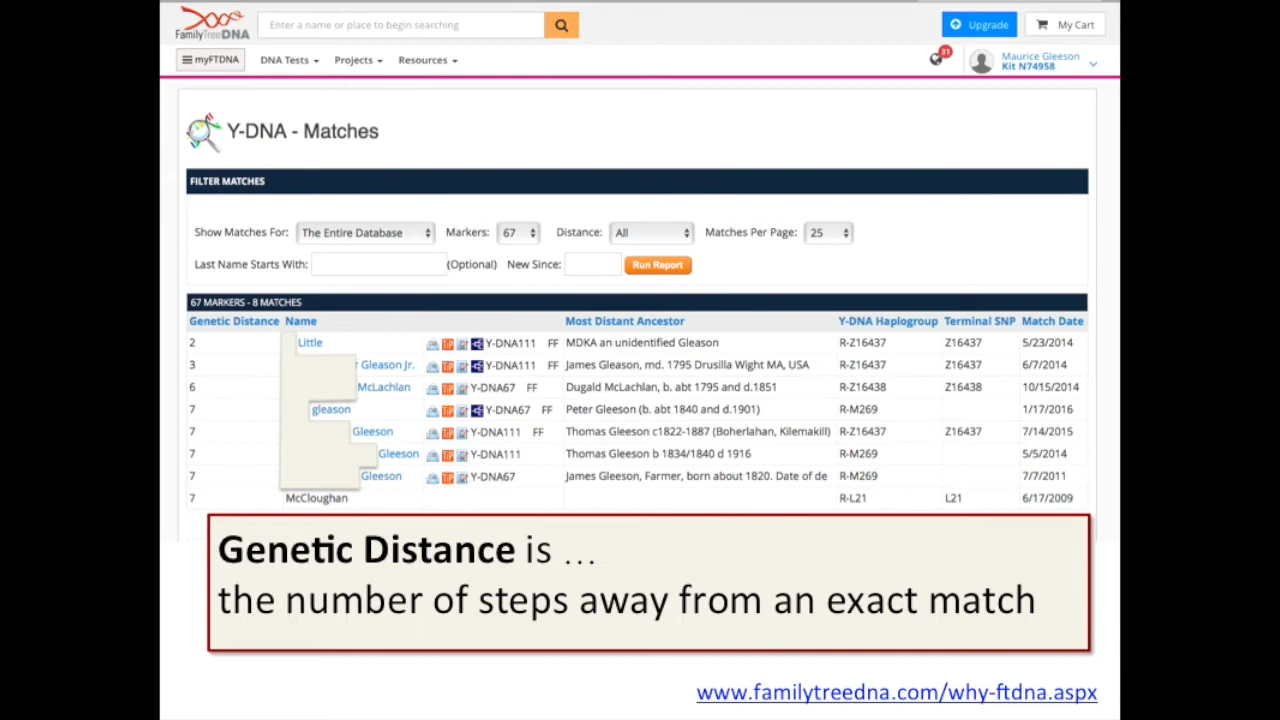 FamilyTreeDNA
Enter a name or place to begin searching
Upgrade
My Cart
myFTDNA
DNA Tests
Projects
Resources
31
Maurice Gleeson
Kit N74958
Y-DNA - Matches
FILTER MATCHES
Show Matches For: The Entire Database Markers: 67 Distance: All Matches Per Page: 25
Last Name Starts With: (Optional) New Since: Run Report
67 MARKERS - 8 MATCHES
Genetic Distance Name Most Distant Ancestor Y-DNA Haplogroup Terminal SNP Match Date
2 Little TiP Y-DNA111 FF MDKA an unidentified Gleason R-Z16437 Z16437 5/23/2014
3 Gleason Jr. TiP Y-DNA111 FF James Gleason, md. 1795 Drusilla Wight MA, USA R-Z16437 Z16437 6/7/2014
6 McLachlan TiP Y-DNA67 FF Dugald McLachlan, b. abt 1795 and d.1851 R-Z16438 Z16438 10/15/2014
7 gleason TiP Y-DNA67 FF Peter Gleeson (b. abt 1840 and d.1901) R-M269 1/17/2016
7 Gleeson TiP Y-DNA111 FF Thomas Gleeson c1822-1887 (Boherlahan, Kilemakill) R-Z16437 Z16437 7/14/2015
7 Gleeson TiP Y-DNA111 Thomas Gleeson b 1834/1840 d 1916 R-M269 5/5/2014
7 Gleeson TiP Y-DNA67 James Gleeson, Farmer, born about 1820. Date of de R-M269 7/7/2011
7 McCloughan R-L21 L21 6/17/2009
Genetic Distance is …
the number of steps away from an exact match
www.familytreedna.com/why-ftdna.aspx